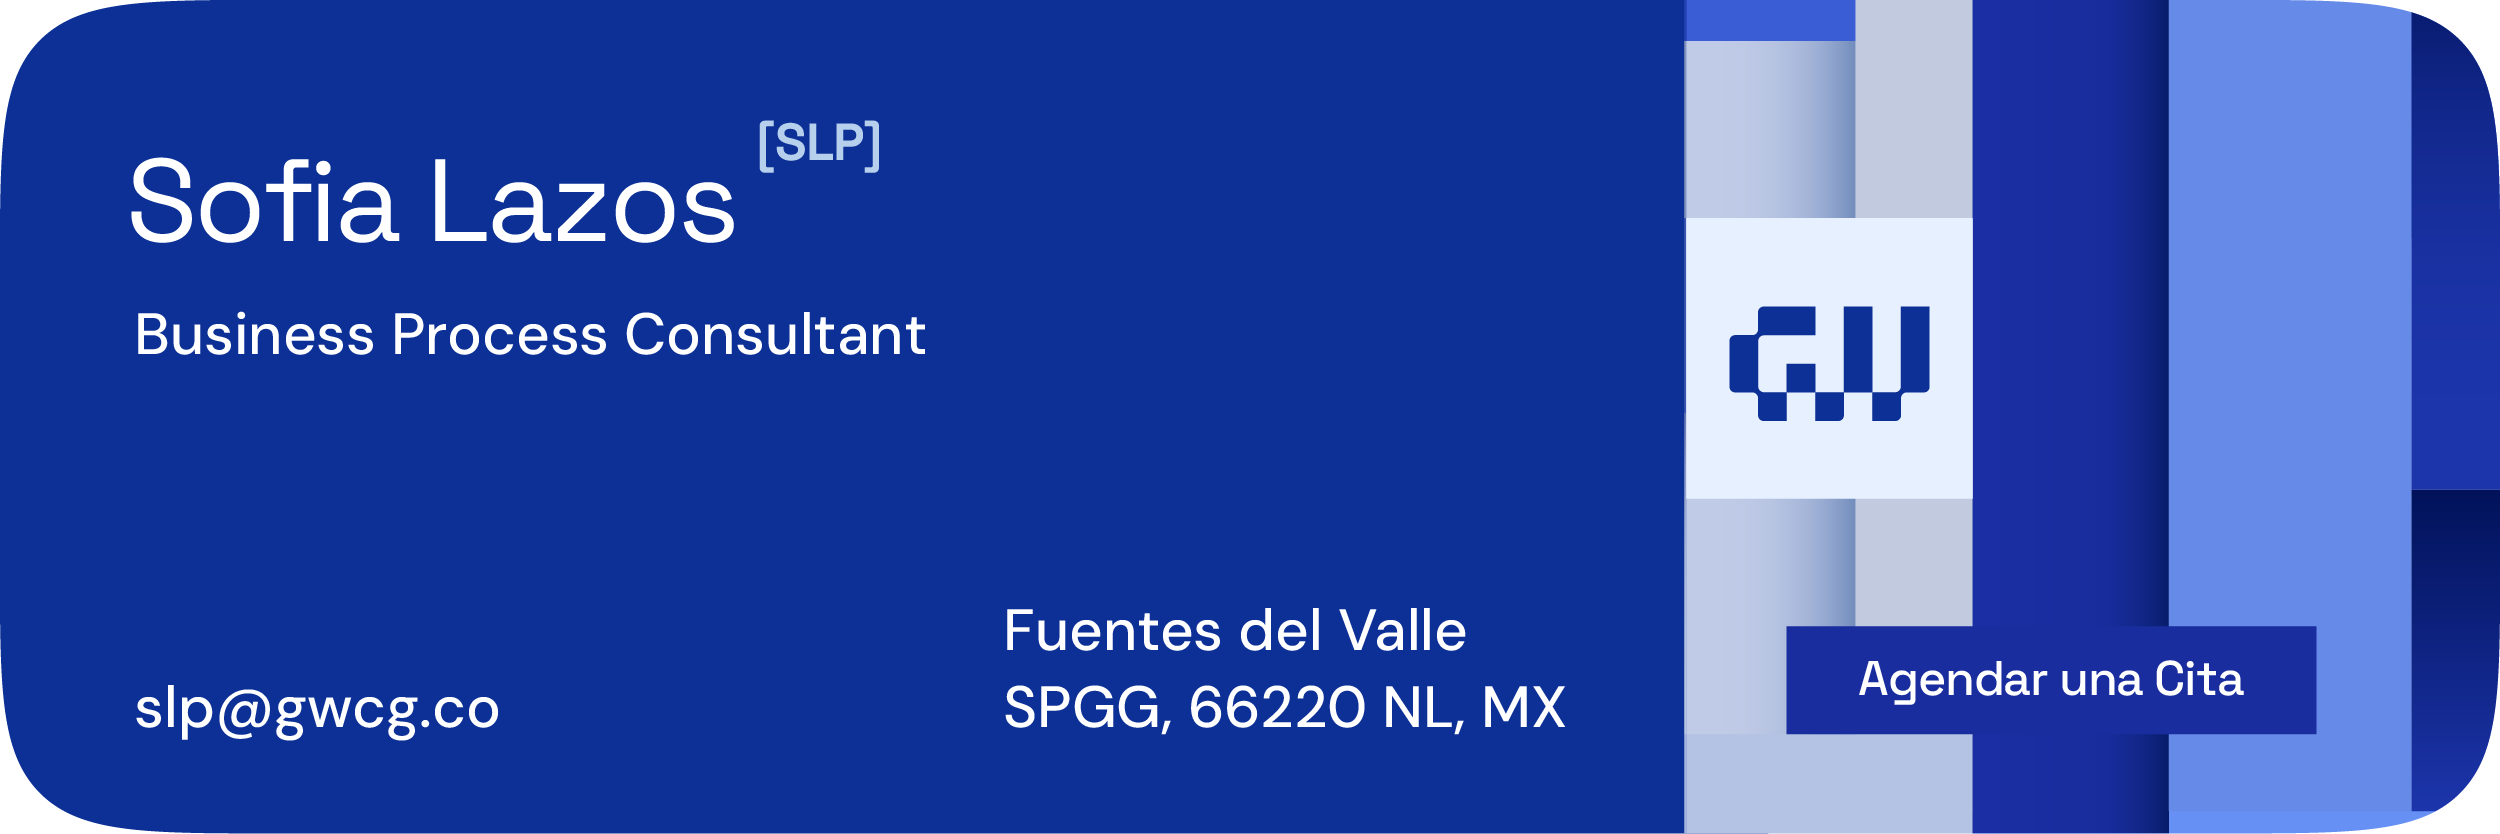 Sofia Lazos [SLP]
Business Process Consultant
GW
Fuentes del Valle
SPGG, 66220 NL, MX
slp@gwcg.co
Agendar una Cita